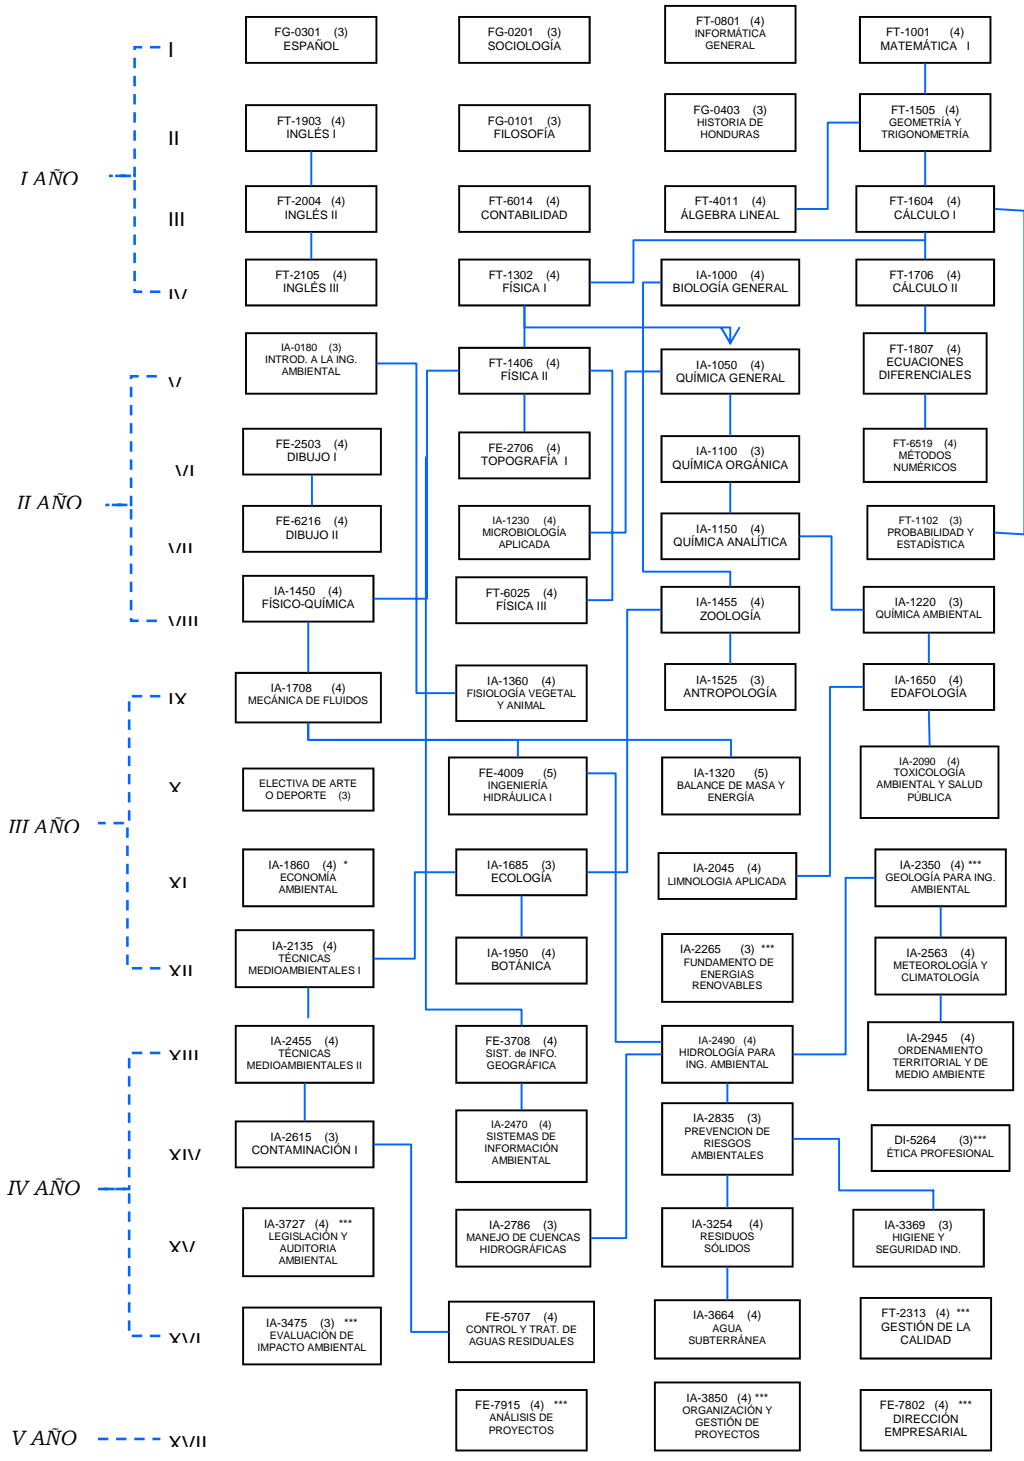 FG-0301 (3)
ESPAÑOL
FG-0201 (3)
SOCIOLOGÍA
FT-0801 (4)
INFORMÁTICA
GENERAL
FT-1001 (4)
MATEMÁTICA I
I
FT-1903 (4)
INGLÉS I
FG-0101 (3)
FILOSOFÍA
FG-0403 (3)
HISTORIA DE
HONDURAS
FT-1505 (4)
GEOMETRÍA Y
TRIGONOMETRÍA
II
I AÑO
FT-2004 (4)
INGLÉS II
FT-6014 (4)
CONTABILIDAD
FT-4011 (4)
ÁLGEBRA LINEAL
FT-1604 (4)
CÁLCULO I
III
FT-2105 (4)
INGLÉS III
FT-1302 (4)
FÍSICA I
IA-1000 (4)
BIOLOGÍA GENERAL
FT-1706 (4)
CÁLCULO II
IV
IA-0180 (3)
INTROD. A LA ING.
AMBIENTAL
FT-1406 (4)
FÍSICA II
IA-1050 (4)
QUÍMICA GENERAL
FT-1807 (4)
ECUACIONES
DIFERENCIALES
V
FE-2503 (4)
DIBUJO I
FE-2706 (4)
TOPOGRAFÍA I
IA-1100 (3)
QUÍMICA ORGÁNICA
FT-6519 (4)
MÉTODOS
NUMÉRICOS
VI
II AÑO
FE-6216 (4)
DIBUJO II
IA-1230 (4)
MICROBIOLOGÍA
APLICADA
IA-1150 (4)
QUÍMICA ANALÍTICA
FT-1102 (3)
PROBABILIDAD Y
ESTADÍSTICA
VII
IA-1450 (4)
FÍSICO-QUÍMICA
FT-6025 (4)
FÍSICA III
IA-1455 (4)
ZOOLOGÍA
IA-1220 (3)
QUÍMICA AMBIENTAL
VIII
IA-1708 (4)
MECÁNICA DE FLUIDOS
IA-1360 (4)
FISIOLOGÍA VEGETAL
Y ANIMAL
IA-1525 (3)
ANTROPOLOGÍA
IA-1650 (4)
EDAFOLOGÍA
IX
ELECTIVA DE ARTE
O DEPORTE (3)
FE-4009 (5)
INGENIERÍA
HIDRÁULICA I
IA-1320 (5)
BALANCE DE MASA Y
ENERGÍA
IA-2090 (4)
TOXICOLOGÍA
AMBIENTAL Y SALUD
PÚBLICA
X
III AÑO
IA-1860 (4) *
ECONOMÍA
AMBIENTAL
IA-1685 (3)
ECOLOGÍA
IA-2045 (4)
LIMNOLOGIA APLICADA
IA-2350 (4) ***
GEOLOGÍA PARA ING.
AMBIENTAL
XI
IA-2135 (4)
TÉCNICAS
MEDIOAMBIENTALES I
IA-1950 (4)
BOTÁNICA
IA-2265 (3) ***
FUNDAMENTO DE
ENERGIAS
RENOVABLES
IA-2563 (4)
METEOROLOGÍA Y
CLIMATOLOGÍA
XII
IA-2455 (4)
TÉCNICAS
MEDIOAMBIENTALES II
FE-3708 (4)
SIST. de INFO.
GEOGRÁFICA
IA-2490 (4)
HIDROLOGÍA PARA
ING. AMBIENTAL
IA-2945 (4)
ORDENAMIENTO
TERRITORIAL Y DE
MEDIO AMBIENTE
XIII
IA-2615 (3)
CONTAMINACIÓN I
IA-2470 (4)
SISTEMAS DE
INFORMACIÓN
AMBIENTAL
IA-2835 (3)
PREVENCION DE
RIESGOS
AMBIENTALES
DI-5264 (3)***
ÉTICA PROFESIONAL
XIV
IV AÑO
IA-3727 (4) ***
LEGISLACIÓN Y
AUDITORIA
AMBIENTAL
IA-2786 (3)
MANEJO DE CUENCAS
HIDROGRÁFICAS
IA-3254 (4)
RESIDUOS
SÓLIDOS
IA-3369 (3)
HIGIENE Y
SEGURIDAD IND.
XV
IA-3475 (3) ***
EVALUACIÓN DE
IMPACTO AMBIENTAL
FE-5707 (4)
CONTROL Y TRAT. DE
AGUAS RESIDUALES
IA-3664 (4)
AGUA
SUBTERRÁNEA
FT-2313 (4) ***
GESTIÓN DE LA
CALIDAD
XVI
FE-7915 (4) ***
ANÁLISIS DE
PROYECTOS
IA-3850 (4) ***
ORGANIZACIÓN Y
GESTIÓN DE
PROYECTOS
FE-7802 (4) ***
DIRECCIÓN
EMPRESARIAL
V AÑO
XVII